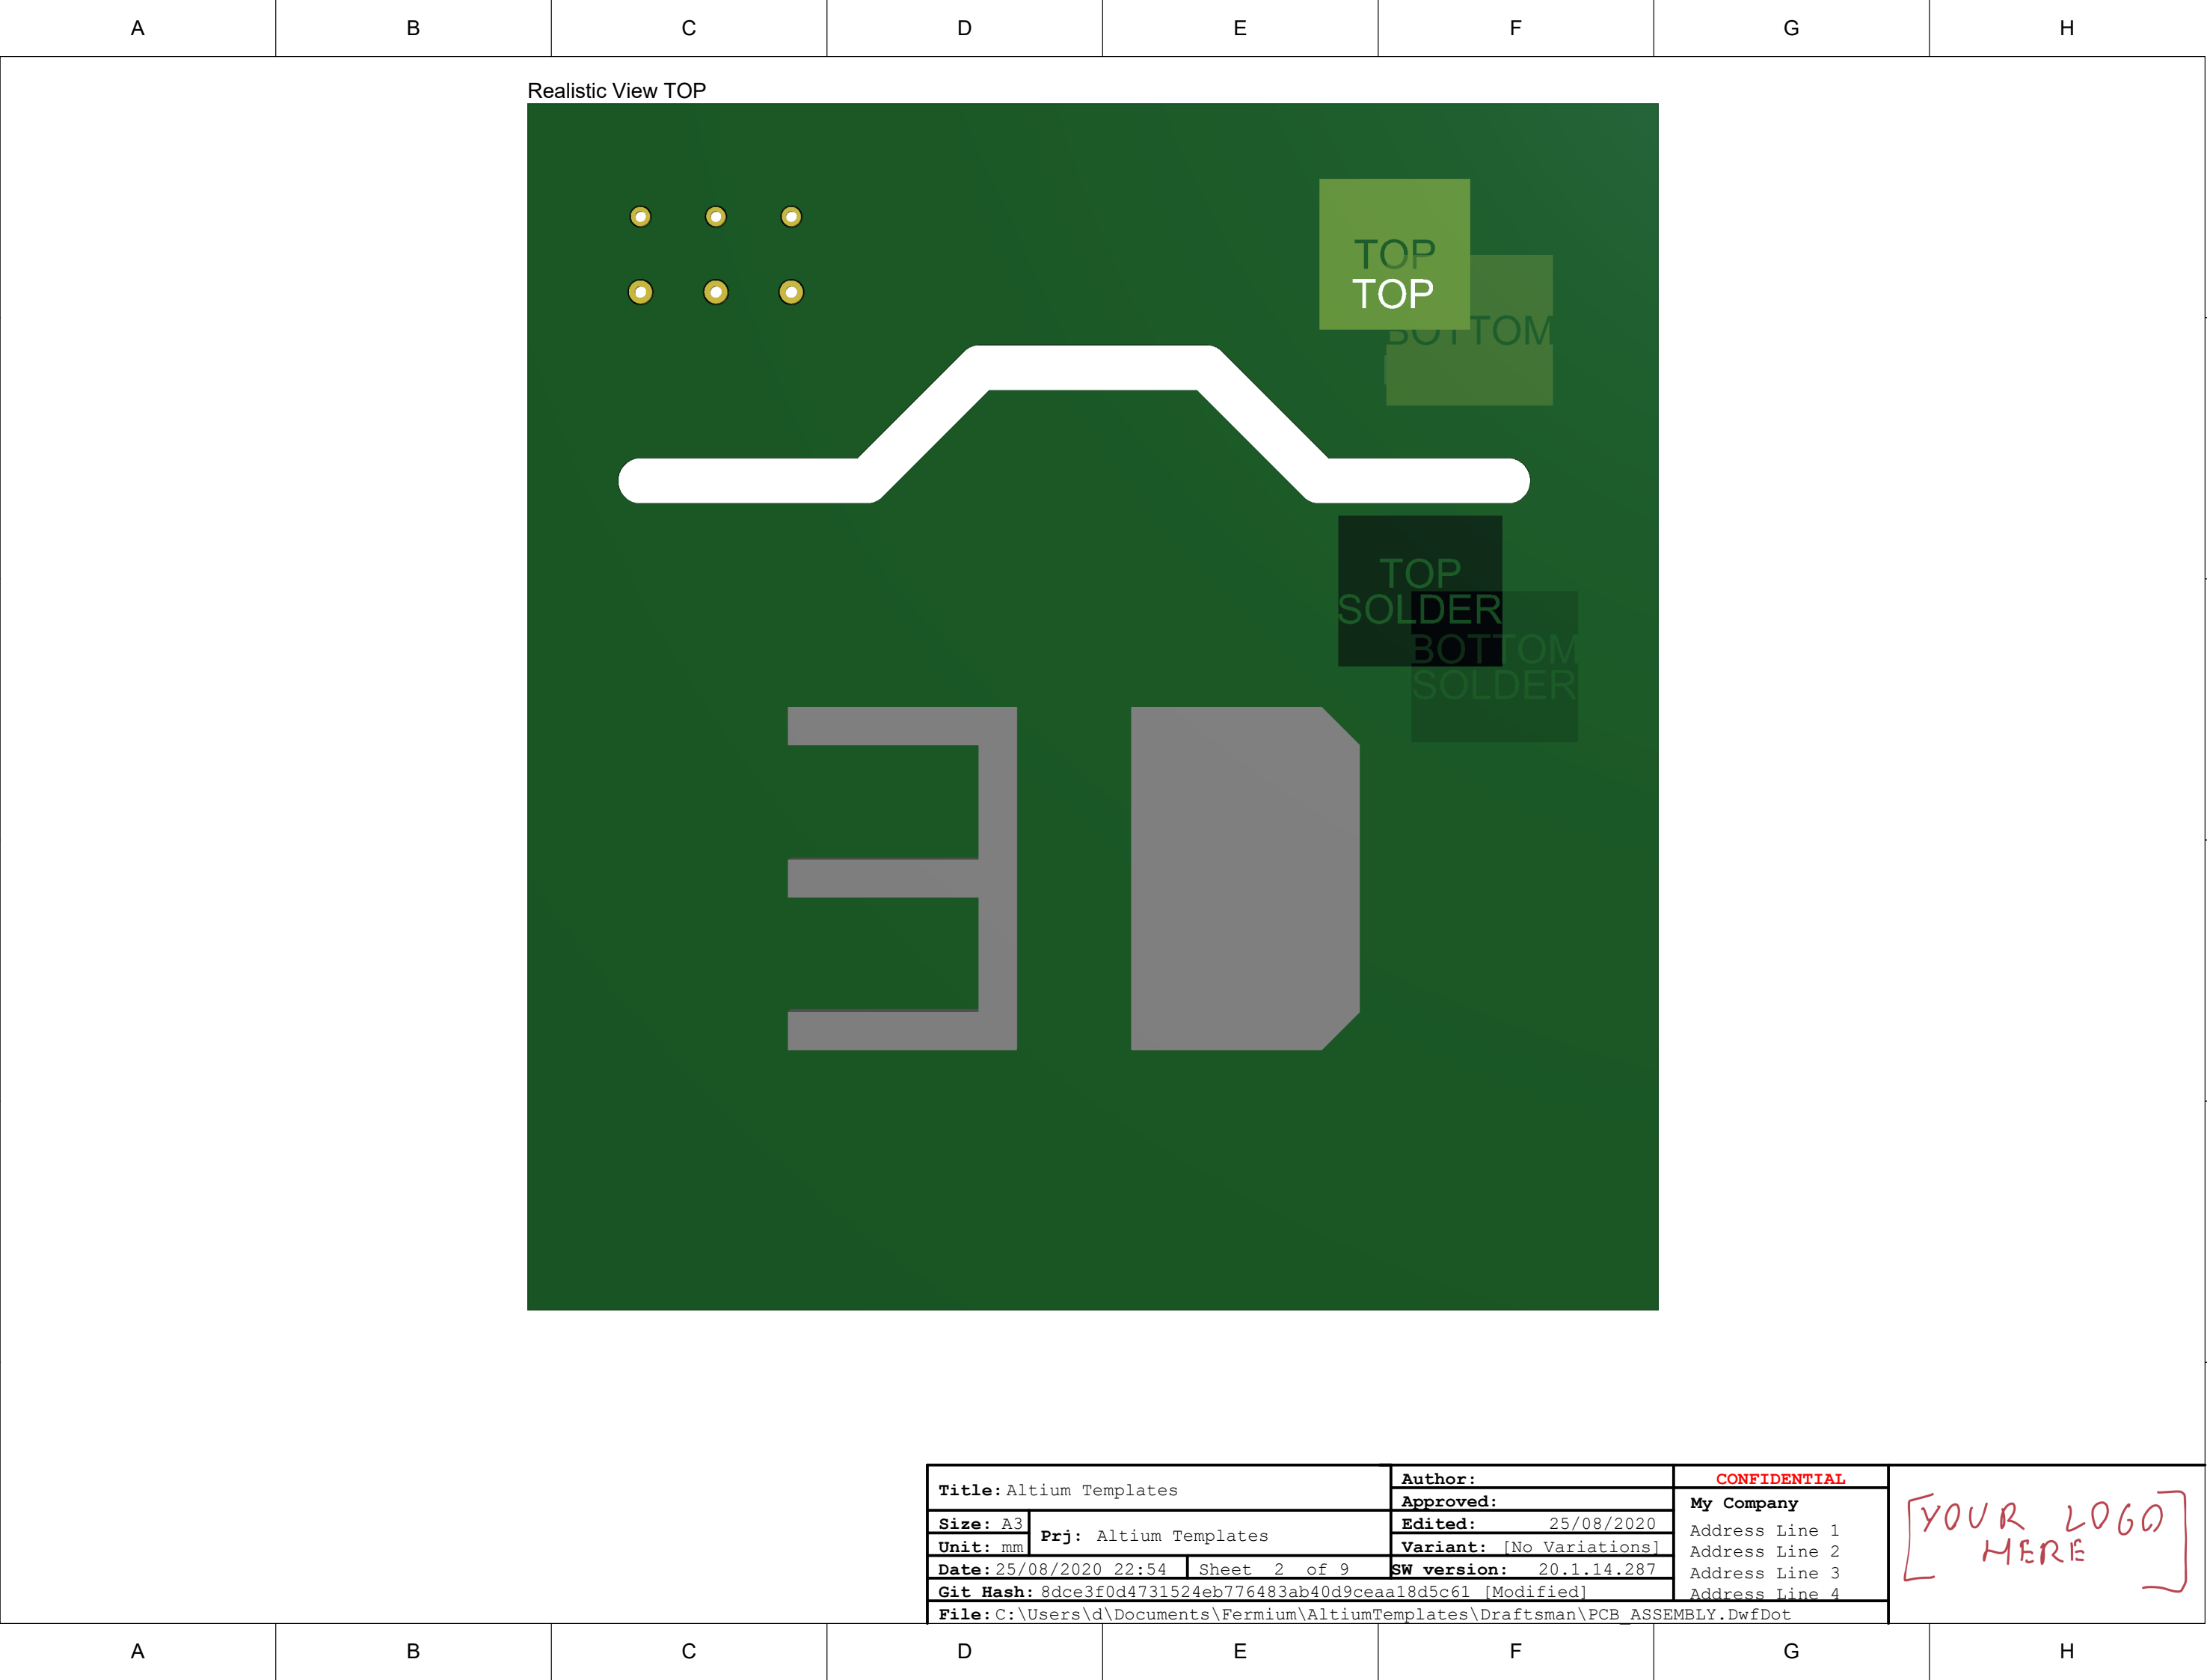 A B C D E F G H
Realistic View TOP
TOP
TOP
BOTTOM
TOP
SOLDER
BOTTOM
SOLDER
Title: Altium Templates
Size: A3
Unit: mm
Prj: Altium Templates
Date: 25/08/2020 22:54
Sheet 2 of 9
Git Hash: 8dce3f0d4731524eb776483ab40d9ceaa18d5c61 [Modified]
File: C:\Users\d\Documents\Fermium\AltiumTemplates\Draftsman\PCB_ASSEMBLY.DwfDot
Author:
Approved:
Edited: 25/08/2020
Variant: [No Variations]
SW version: 20.1.14.287
CONFIDENTIAL
My Company
Address Line 1
Address Line 2
Address Line 3
Address Line 4
[YOUR LOGO
HERE]
A B C D E F G H